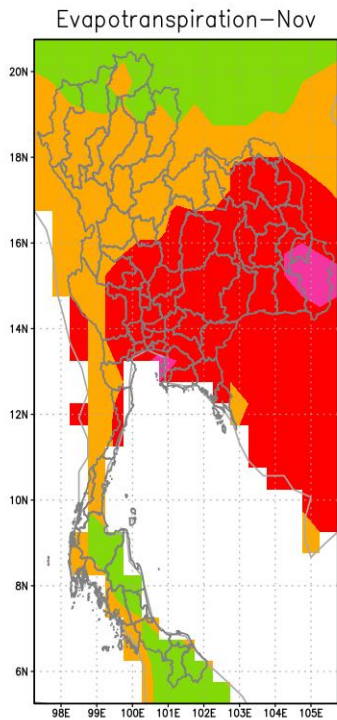 Evapotranspiration-Nov
20N
18N
16N
14N
12N
10N
8N
6N
98E 99E 100E 101E 102E 103E 104E 105E